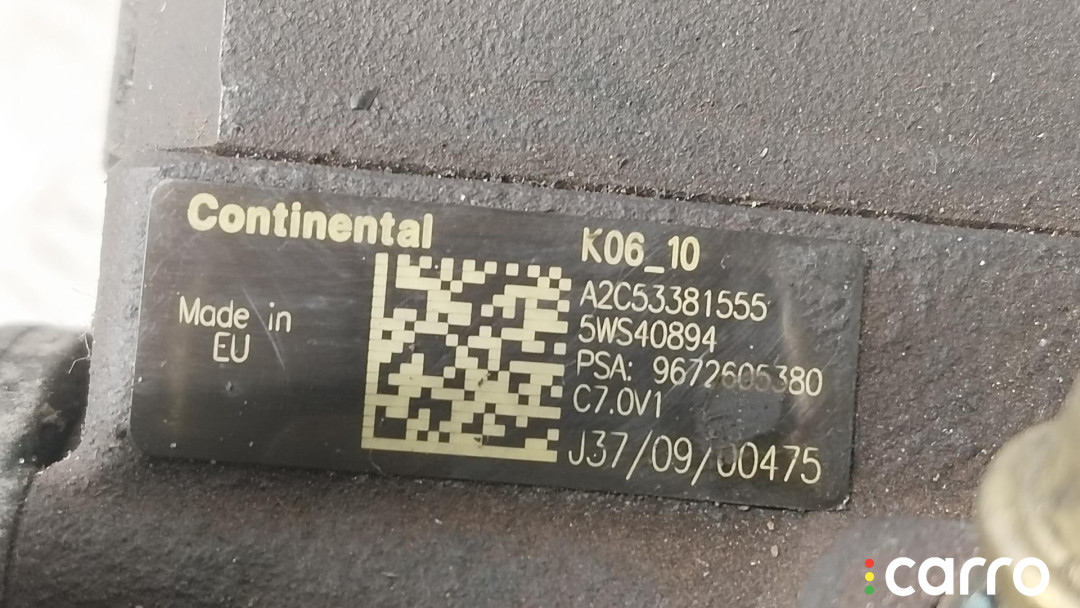 Continental
Made in
EU
K06_10
A2C53381555
5WS40894
PSA: 9672605380
C7.0V1
J37/09/00475
carro